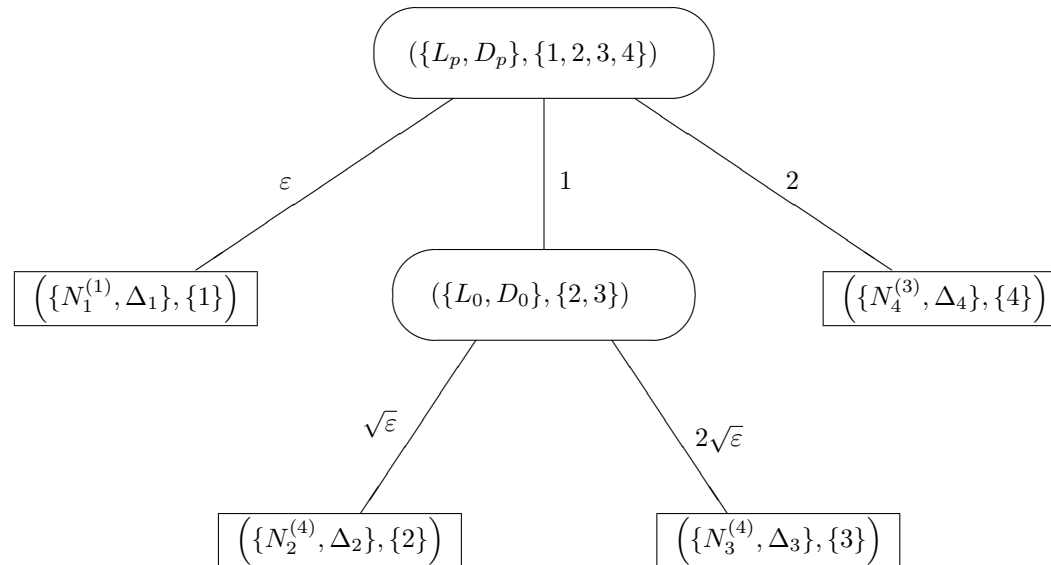 ({L_p, D_p}, {1, 2, 3, 4})
ε 1 2
({N_1^{(1)}, Δ_1}, {1}) ({L_0, D_0}, {2, 3}) ({N_4^{(3)}, Δ_4}, {4})
√ε 2√ε
({N_2^{(4)}, Δ_2}, {2}) ({N_3^{(4)}, Δ_3}, {3})